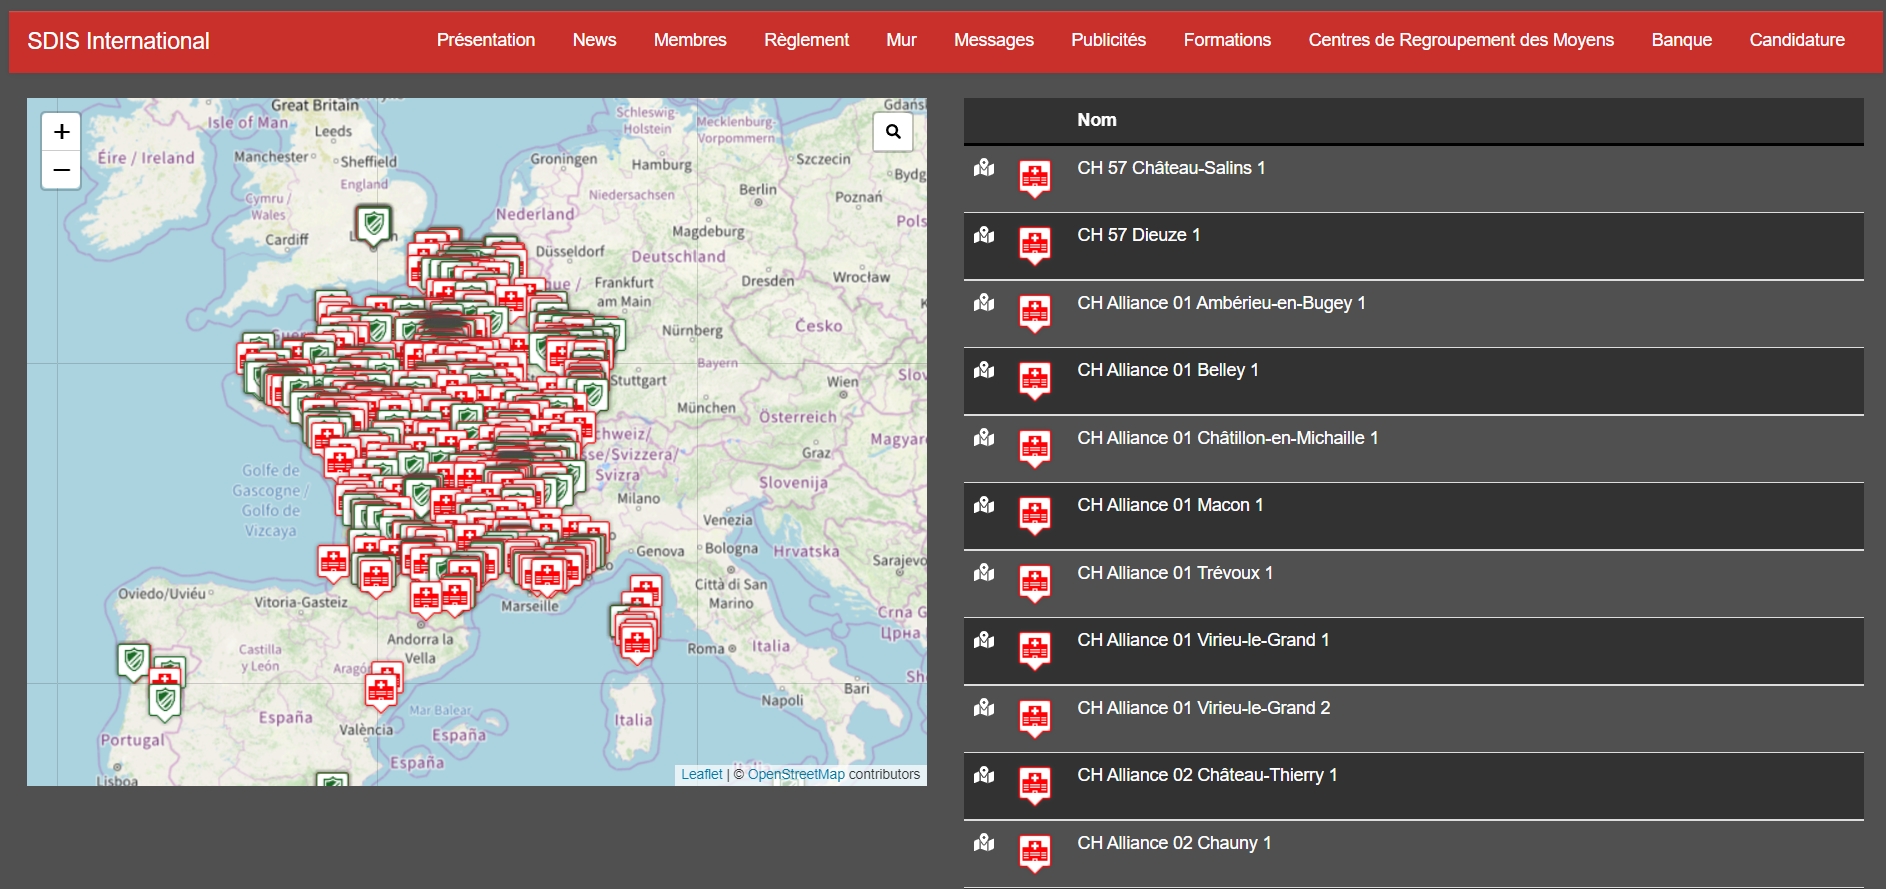 SDIS International
Présentation
News
Membres
Règlement
Mur
Messages
Publicités
Formations
Centres de Regroupement des Moyens
Banque
Candidature
+
−
Great Britain
Isle of Man
Leeds
Éire / Ireland
Manchester
Sheffield
England
Cymru /
Wales
Cardiff
Schleswig-
Holstein
Mecklenburg-
Vorpommern
Gdańsk
Groningen
Hamburg
Szczecin
Bydg
Niedersachsen
Berlin
Poznań
Nederland
Pols
Magdeburg
Düsseldorf
Deutschland
Wrocław
Frankfurt
am Main
Dresden
Česko
Nürnberg
Bayern
Stuttgart
Wien
Slov
München
Österreich
Magyar
Schweiz/
Svizzera/
Svizra
Graz
Slovenija
Milano
Venezia
Golfe de
Gascogne /
Golfo de
Vizcaya
Genova
Bologna
Hrvatska
Sarajevo
Città di San
Marino
Marseille
Oviedo/Uviéu
Vitoria-Gasteiz
Crna G
Црна
Andorra la
Vella
Roma
Italia
Castilla
y León
Aragó
Sh
Bari
Napoli
Mar Balear
España
València
España
Italia
Portugal
España
Lisboa
Leaflet | © OpenStreetMap contributors
Nom
CH 57 Château-Salins 1
CH 57 Dieuze 1
CH Alliance 01 Ambérieu-en-Bugey 1
CH Alliance 01 Belley 1
CH Alliance 01 Châtillon-en-Michaille 1
CH Alliance 01 Macon 1
CH Alliance 01 Trévoux 1
CH Alliance 01 Virieu-le-Grand 1
CH Alliance 01 Virieu-le-Grand 2
CH Alliance 02 Château-Thierry 1
CH Alliance 02 Chauny 1